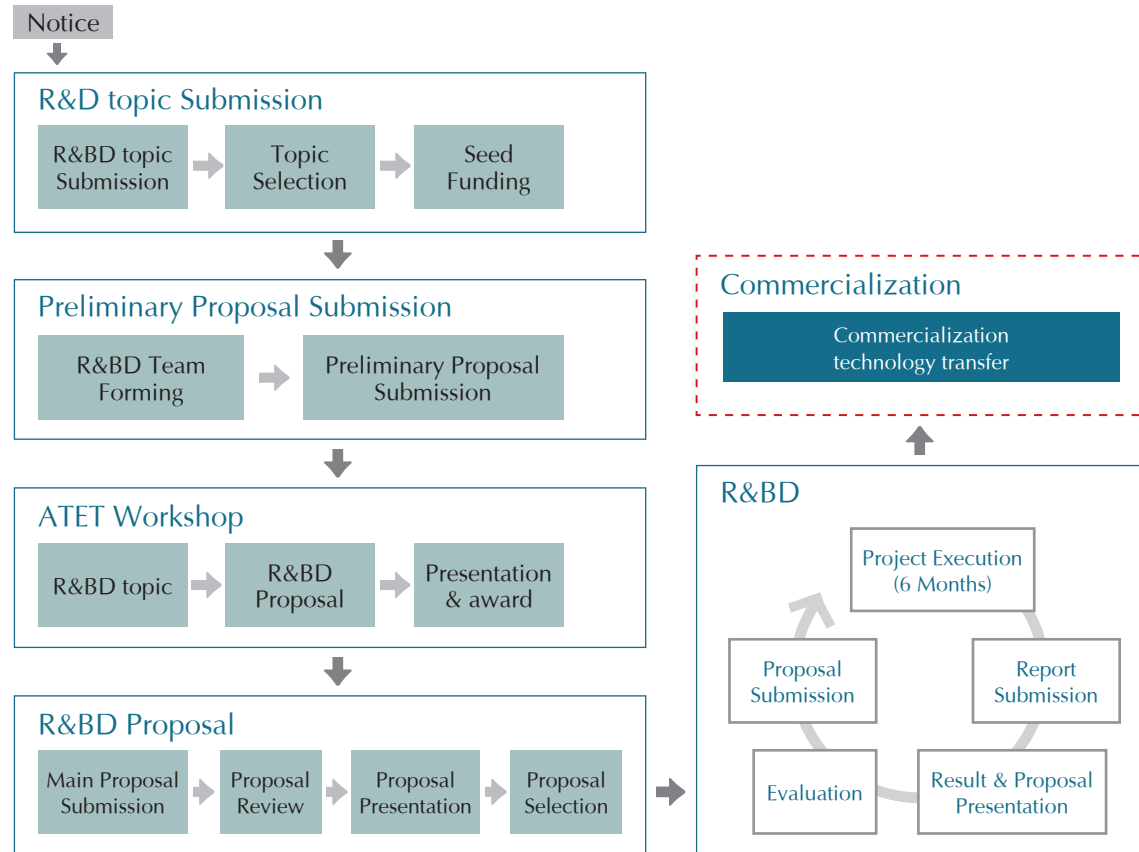 Notice
R&D topic Submission
R&BD topic
Submission
Topic
Selection
Seed
Funding
Preliminary Proposal Submission
R&BD Team
Forming
Preliminary Proposal
Submission
ATET Workshop
R&BD topic
R&BD
Proposal
Presentation
& award
R&BD Proposal
Main Proposal
Submission
Proposal
Review
Proposal
Presentation
Proposal
Selection
Commercialization
Commercialization
technology transfer
R&BD
Project Execution
(6 Months)
Report
Submission
Result & Proposal
Presentation
Evaluation
Proposal
Submission